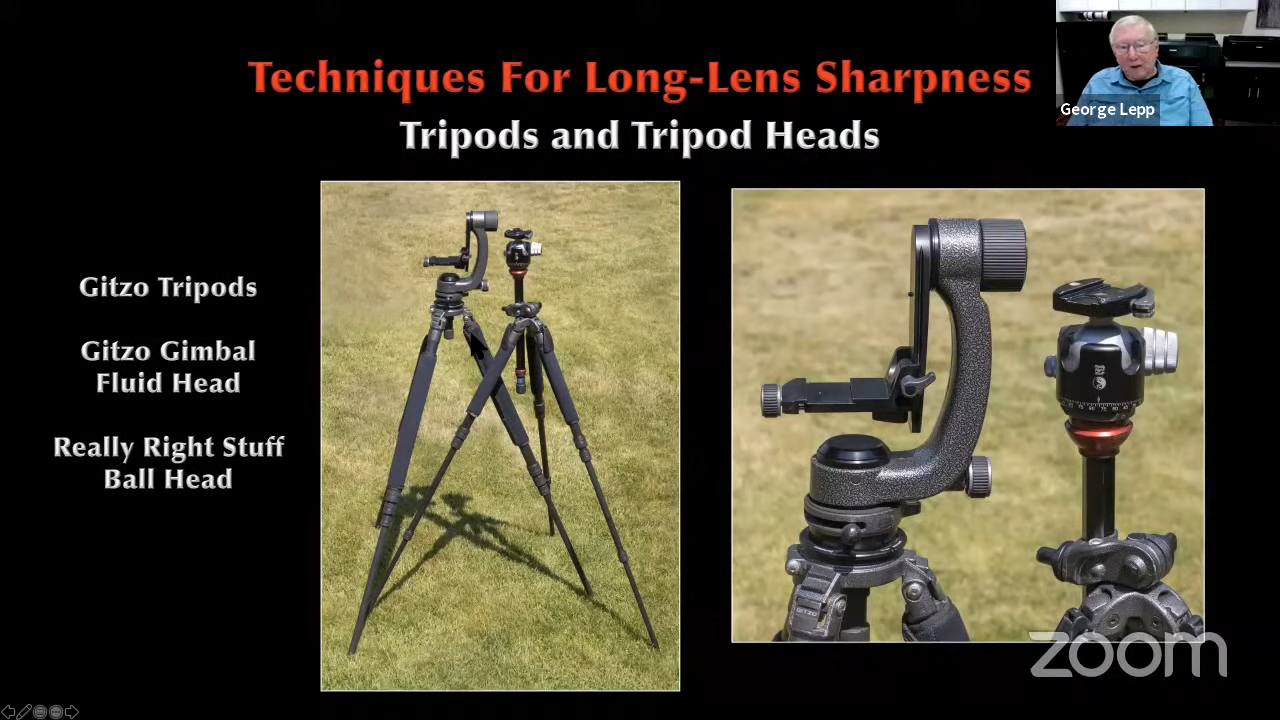 Techniques For Long-Lens Sharpness
Tripods and Tripod Heads
George Lepp
Gitzo Tripods
Gitzo Gimbal
Fluid Head
Really Right Stuff
Ball Head
GITZO
zoom